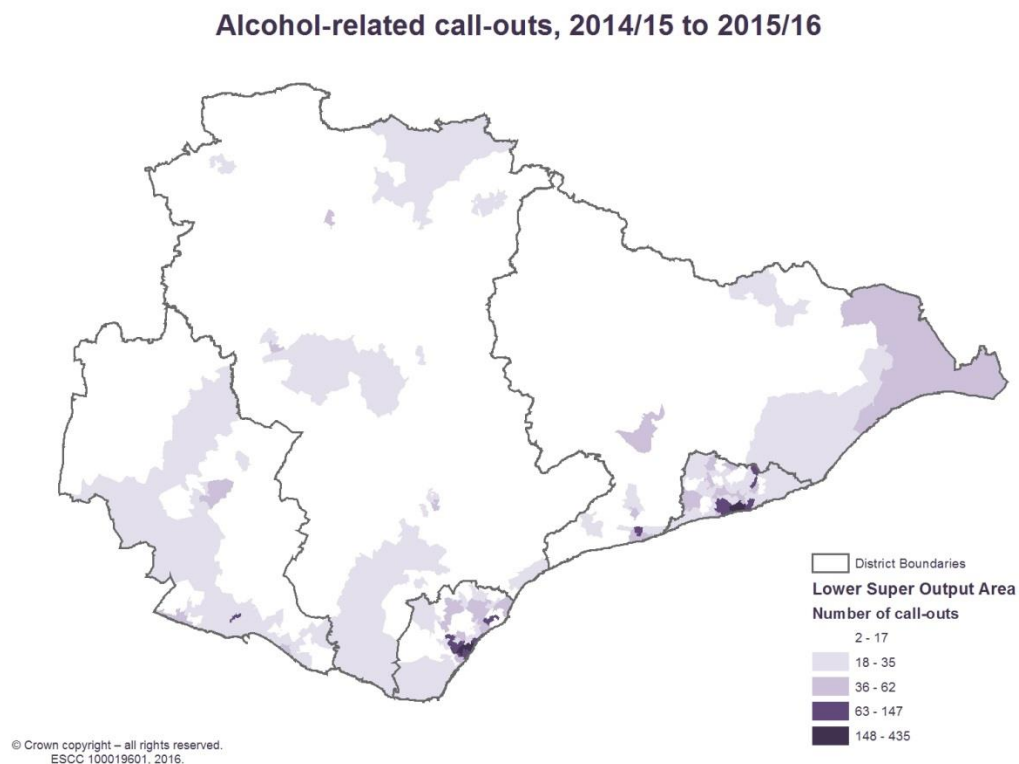 Alcohol-related call-outs, 2014/15 to 2015/16
District Boundaries
Lower Super Output Area
Number of call-outs
2 - 17
18 - 35
36 - 62
63 - 147
148 - 435
© Crown copyright – all rights reserved.
ESCC 100019601, 2016.